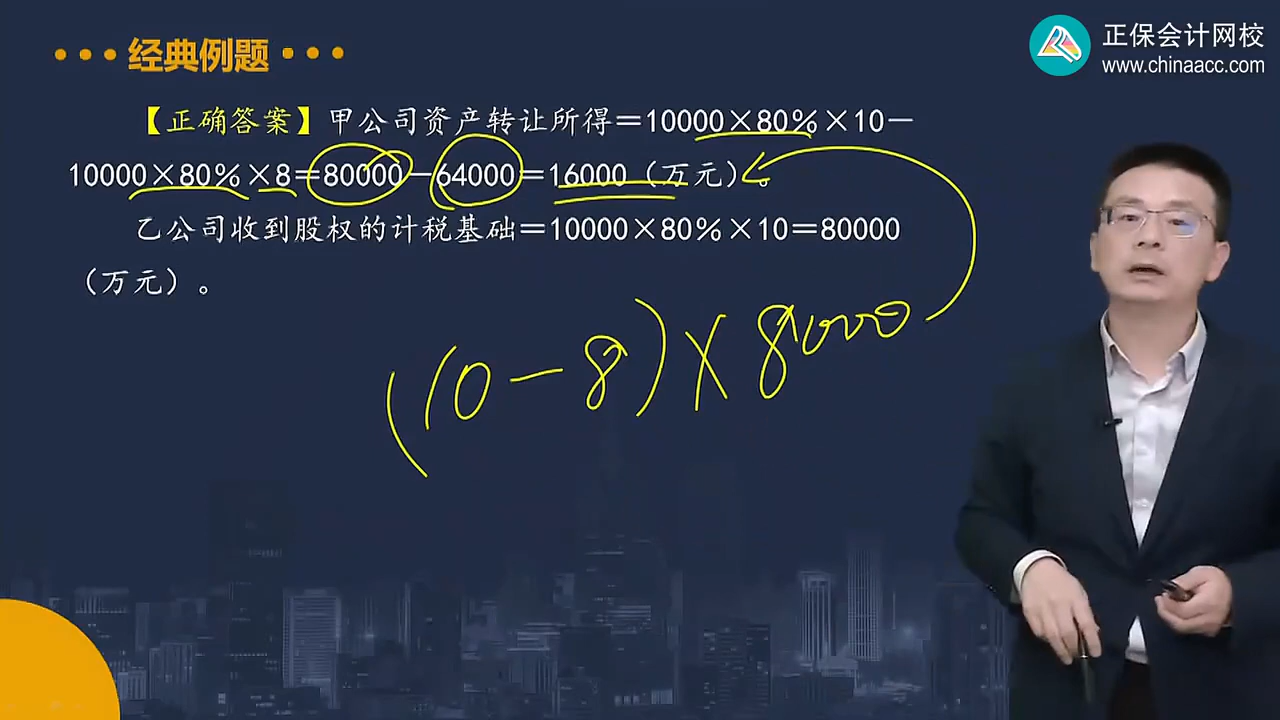 经典例题
正保会计网校
www.chinaacc.com
【正确答案】甲公司资产转让所得＝10000×80%×10－
10000×80%×8＝80000－64000＝16000（万元）。
乙公司收到股权的计税基础＝10000×80%×10＝80000
（万元）。
(10-8)×8000